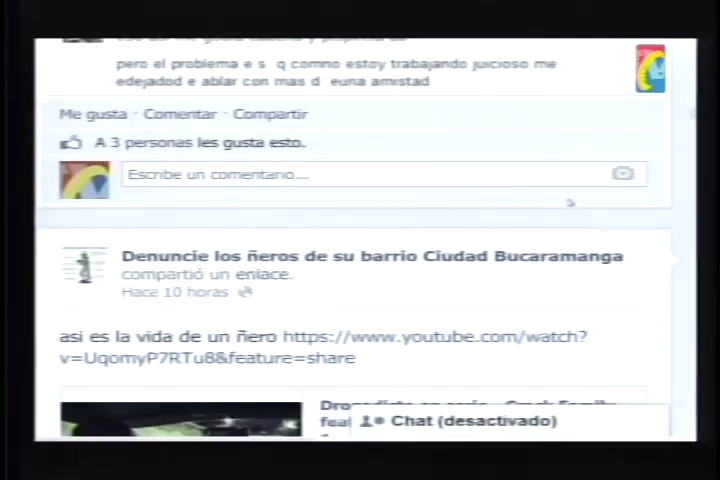 pero el problema e s q comno estoy trabajando juicioso me
edejadod e ablar con mas d euna amistad
Me gusta · Comentar · Compartir
A 3 personas les gusta esto.
Escribe un comentario...
Denuncie los ñeros de su barrio Ciudad Bucaramanga
compartió un enlace.
Hace 10 horas
asi es la vida de un ñero https://www.youtube.com/watch?
v=UqomyP7RTu8&feature=share
Chat (desactivado)